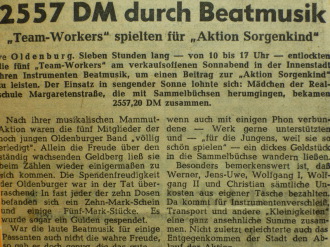 2557 DM durch Beatmusik
„Team-Workers" spielten für „Aktion Sorgenkind"
ve Oldenburg. Sieben Stunden lang — von 10 bis 17 Uhr — entlockten
die fünf „Team-Workers" am verkaufsoffenen Sonnabend in der Innenstadt
ihren Instrumenten Beatmusik, um einen Beitrag zur „Aktion Sorgenkind"
zu leisten. Der Einsatz in sengender Sonne lohnte sich: Mädchen der Real-
schule Margaretenstraße, die mit Sammelbüchsen herumgingen, bekamen
2557,20 DM zusammen.
Nach ihrer musikalischen Mammut-
Aktion waren die fünf Mitglieder der
noch jungen Oldenburger Band „völlig
erledigt". Allein die Freude über den
ständig wachsenden Geldberg ließ sie
beim Zählen wieder einigermaßen zu
sich kommen. Die Spendenfreudigkeit
der Oldenburger war in der Tat über-
raschend: In fast jeder der zehn Dosen
befanden sich ein Zehn-Mark-Schein
und einige Fünf-Mark-Stücke. Es
wurde sogar ein Gulden gespendet.
War die laute Beatmusik für einige
Passanten auch nicht die wahre Freude,
wenn auch mit einigen Phon verbun-
dene — Werk gerne unterstützen
und — „für die Jungens, weil sie so
schön spielen" — ein dickes Geldstück
in die Sammelbüchse wandern ließen.
Besonders bemerkenswert ist, daß
Werner, Jens-Uwe, Wolfgang I, Wolf-
gang II und Christian sämtliche Un-
kosten aus eigener Tasche bezahlten.
Da kommt für Instrumentenverschleiß,
Transport und andere „Kleinigkeiten"
eine ganz ansehnliche Summe zusam-
men. Nicht zuletzt erleichterte auch das
Entgegenkommen der Stadt den